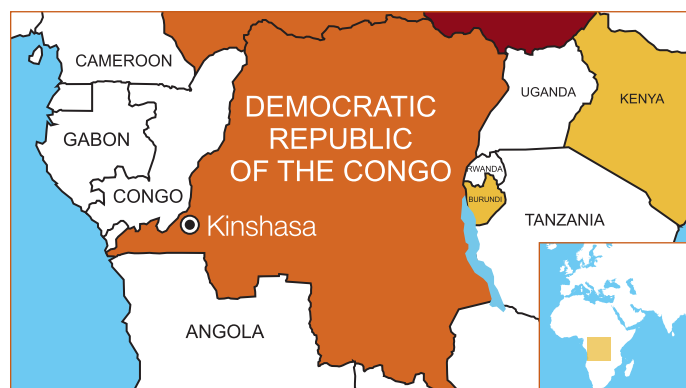 CAMEROON
DEMOCRATIC
REPUBLIC
OF THE CONGO
UGANDA
KENYA
GABON
CONGO
RWANDA
BURUNDI
Kinshasa
TANZANIA
ANGOLA